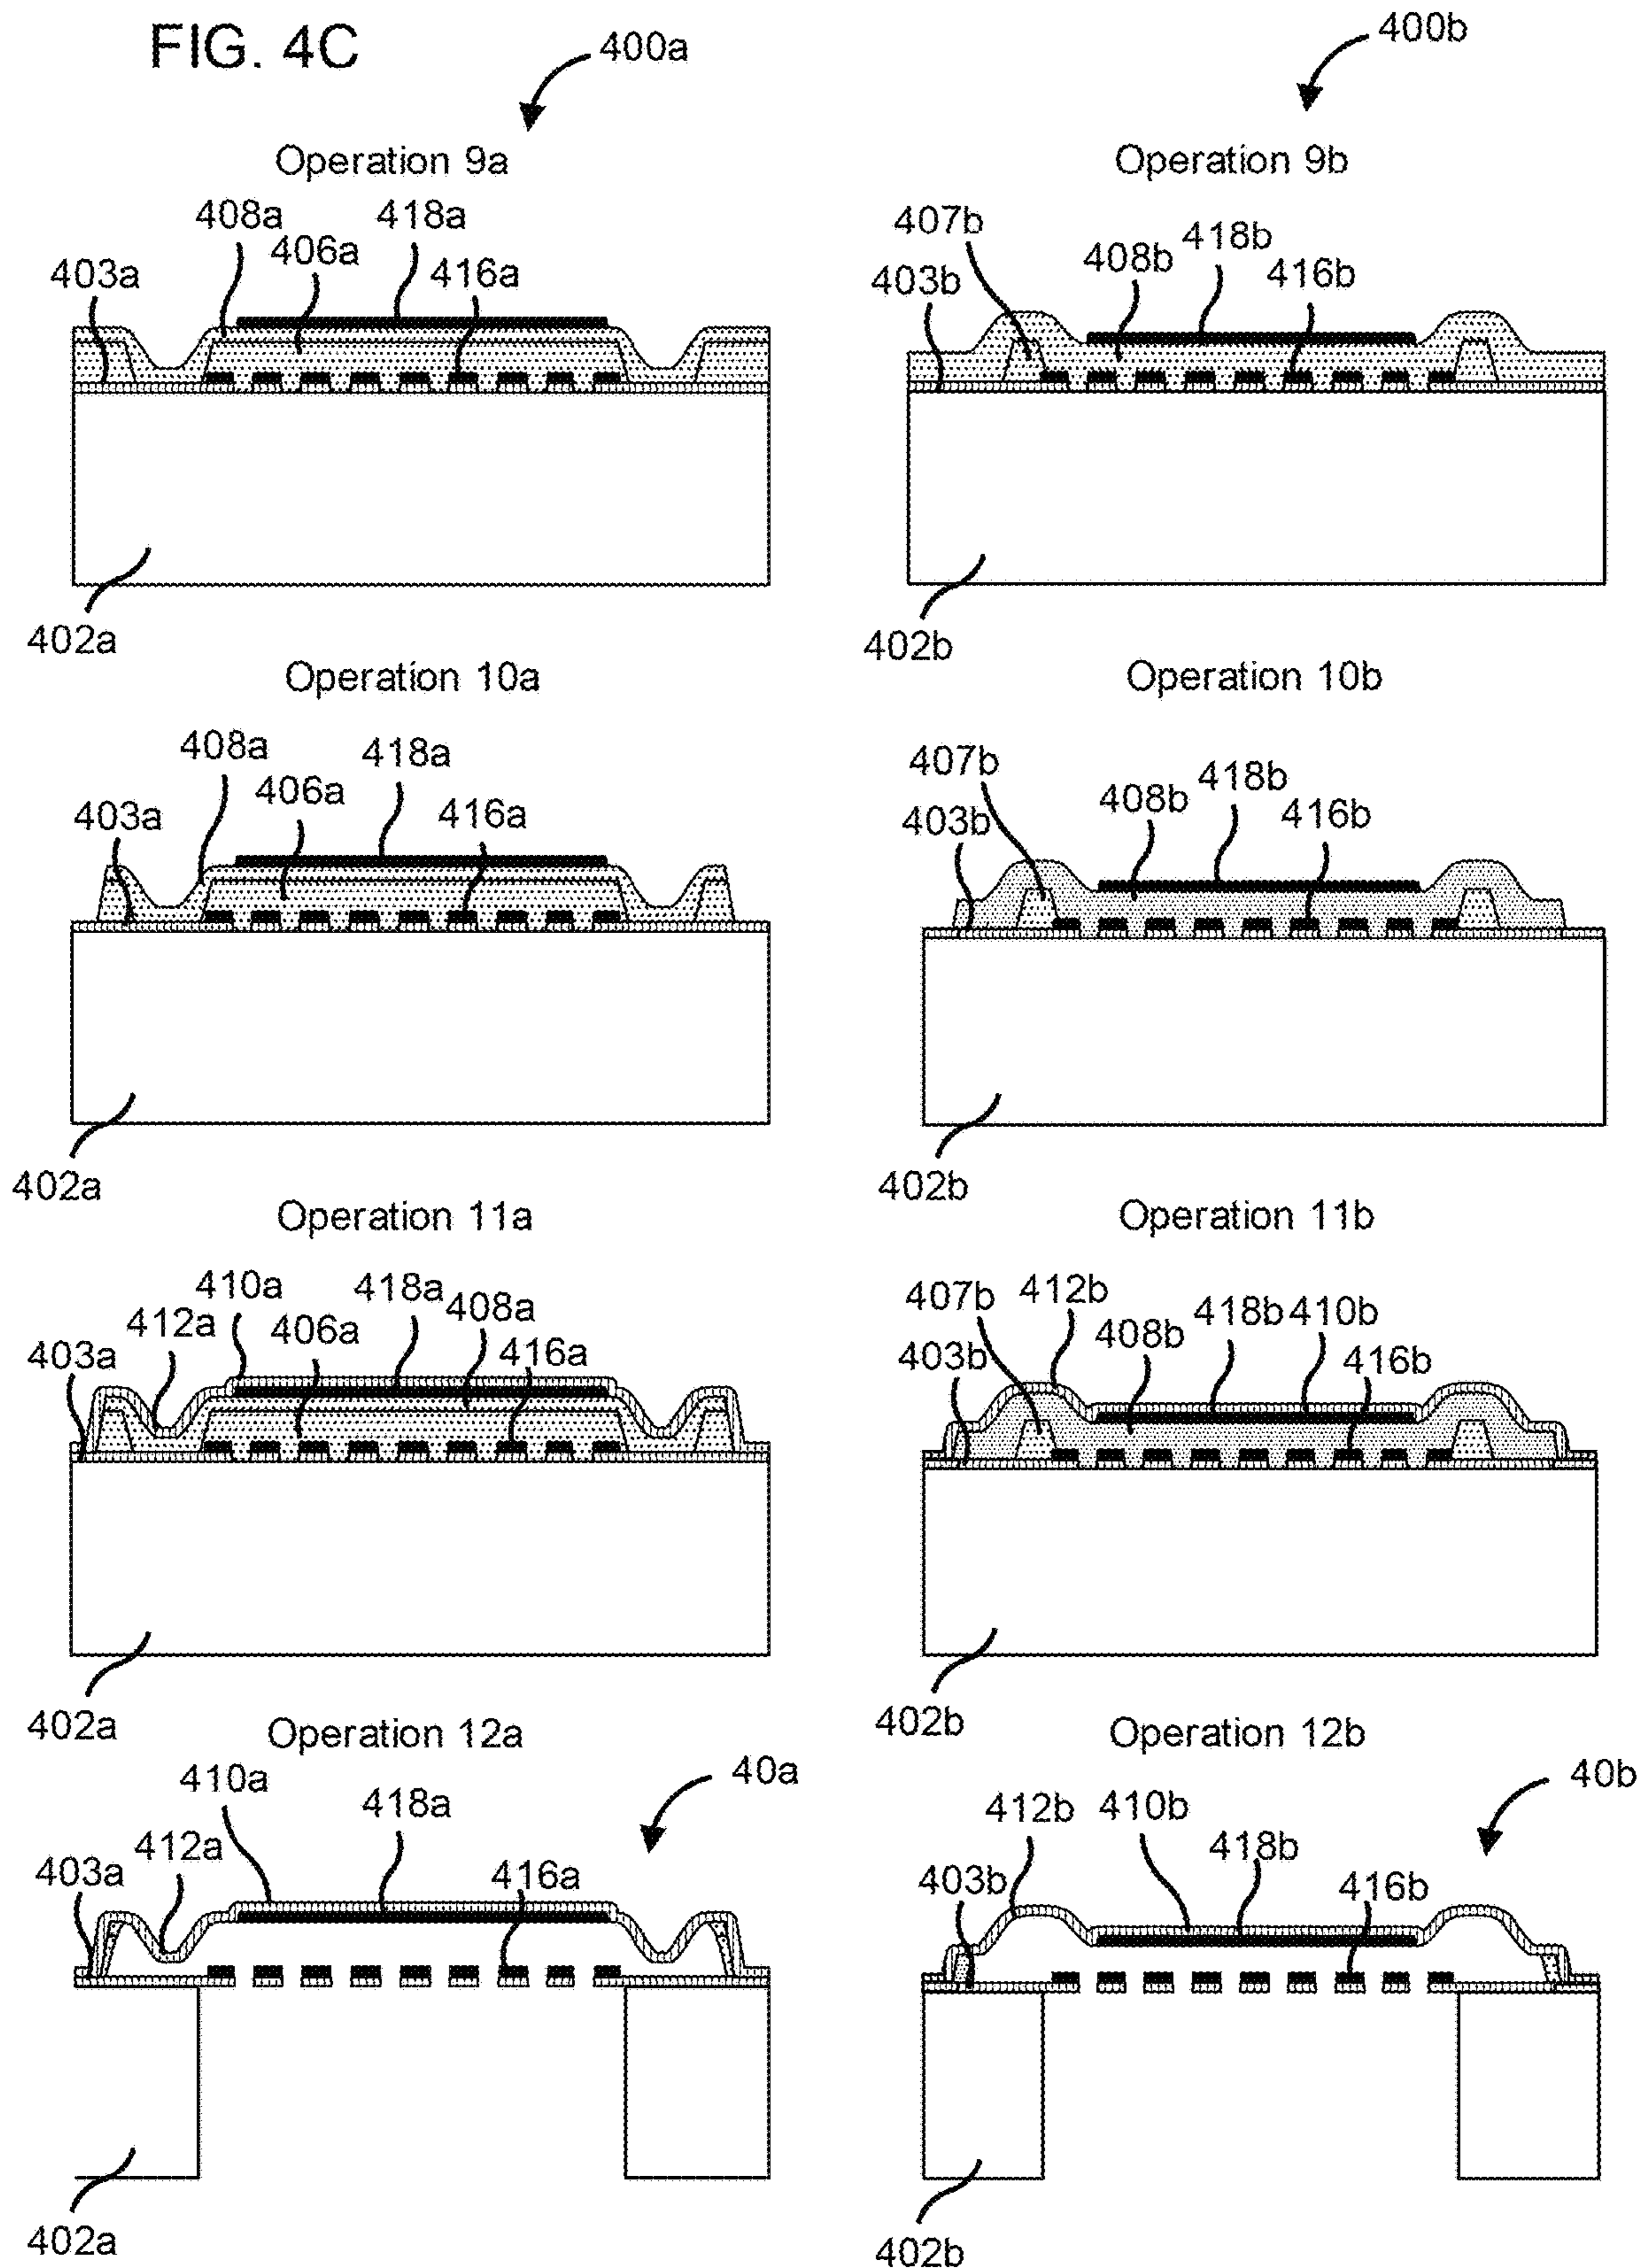 FIG. 4C
400a
400b
Operation 9a
Operation 9b
408a
418a
406a
416a
403a
407b
418b
408b
416b
403b
402a
402b
Operation 10a
Operation 10b
408a
418a
406a
416a
403a
407b
418b
408b
416b
403b
402a
402b
Operation 11a
Operation 11b
410a
418a
408a
412a
406a
416a
403a
407b
412b
418b
410b
408b
416b
403b
402a
402b
Operation 12a
Operation 12b
410a
418a
40a
412a
416a
403a
412b
410b
40b
418b
416b
403b
402a
402b